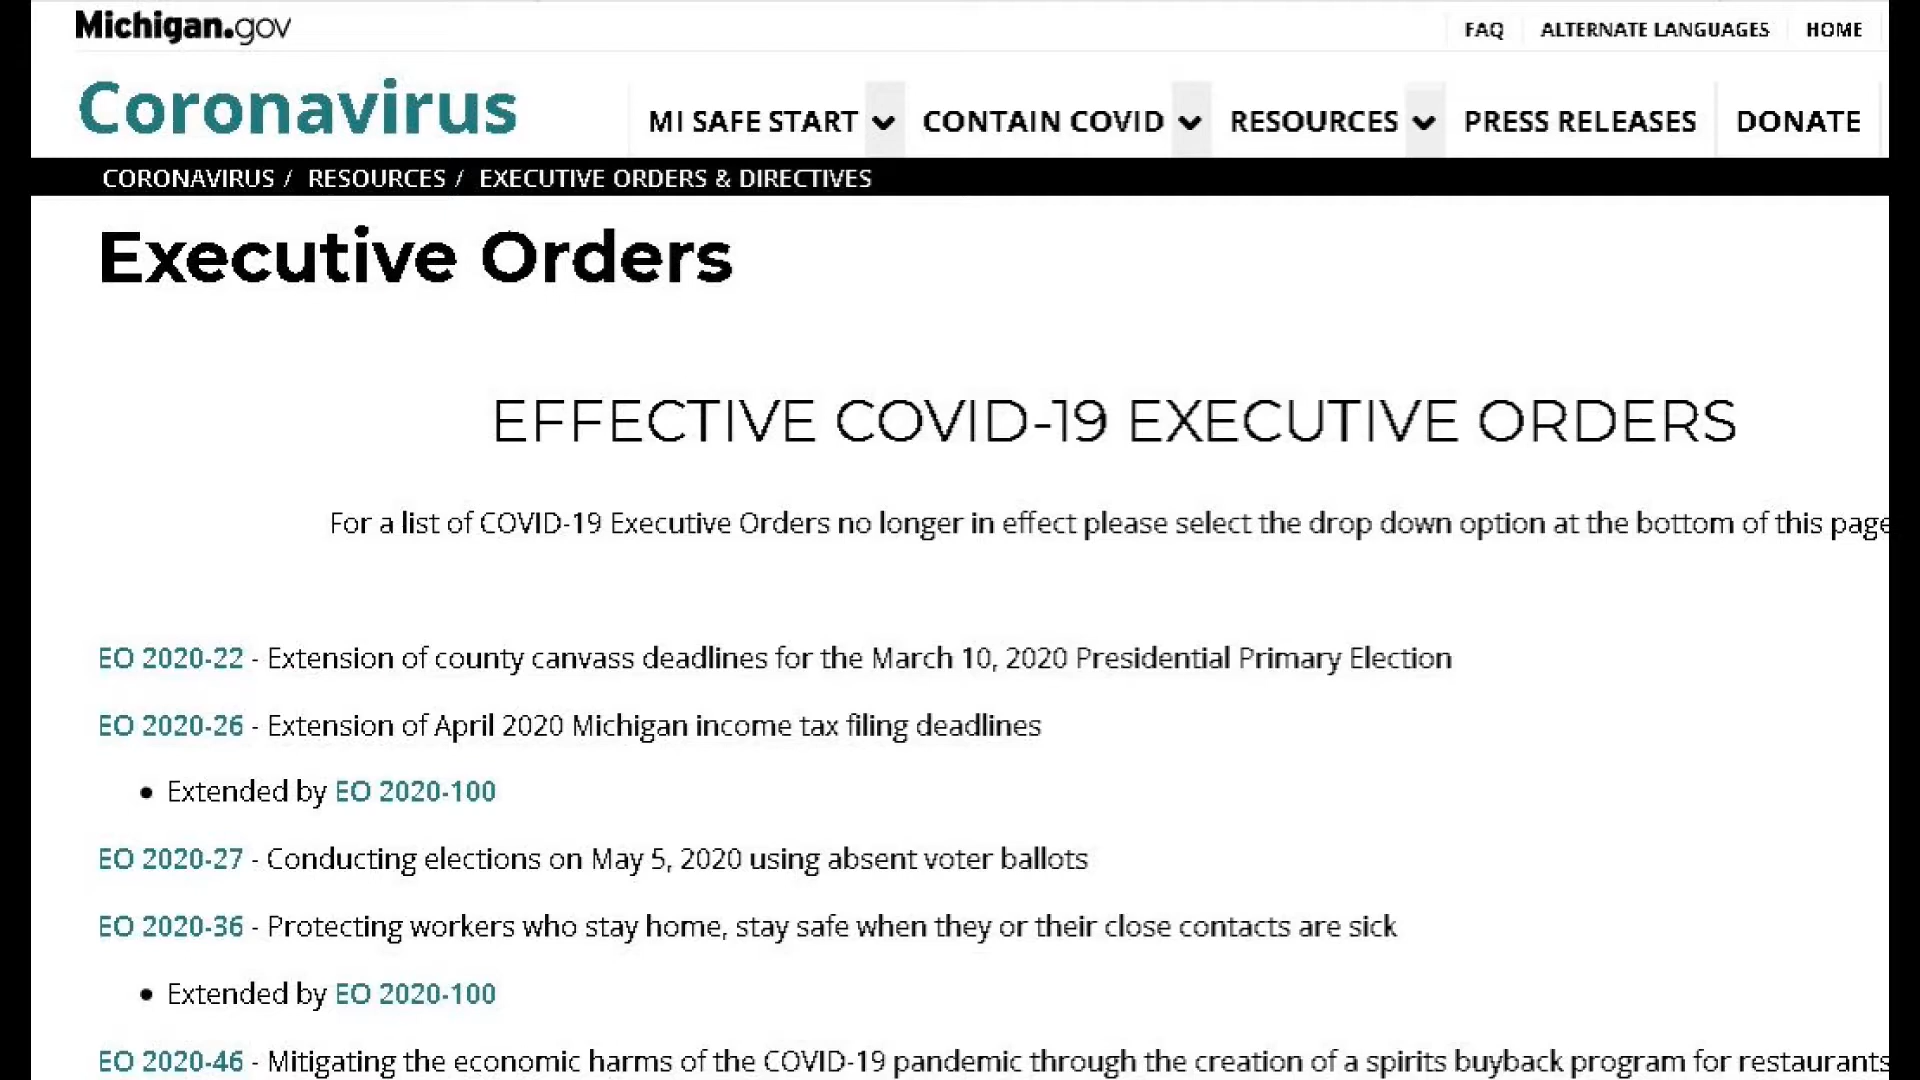 Michigan.gov
FAQ ALTERNATE LANGUAGES HOME
Coronavirus
MI SAFE START CONTAIN COVID RESOURCES PRESS RELEASES DONATE
CORONAVIRUS / RESOURCES / EXECUTIVE ORDERS & DIRECTIVES
Executive Orders
EFFECTIVE COVID-19 EXECUTIVE ORDERS
For a list of COVID-19 Executive Orders no longer in effect please select the drop down option at the bottom of this page
EO 2020-22 - Extension of county canvass deadlines for the March 10, 2020 Presidential Primary Election
EO 2020-26 - Extension of April 2020 Michigan income tax filing deadlines
• Extended by EO 2020-100
EO 2020-27 - Conducting elections on May 5, 2020 using absent voter ballots
EO 2020-36 - Protecting workers who stay home, stay safe when they or their close contacts are sick
• Extended by EO 2020-100
EO 2020-46 - Mitigating the economic harms of the COVID-19 pandemic through the creation of a spirits buyback program for restaurants